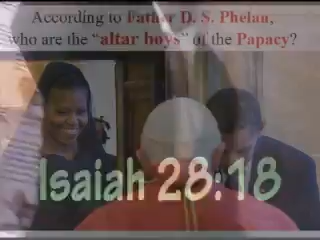 According to Father D. S. Phelan,
who are the "altar boys" of the Papacy?
Isaiah 28:18